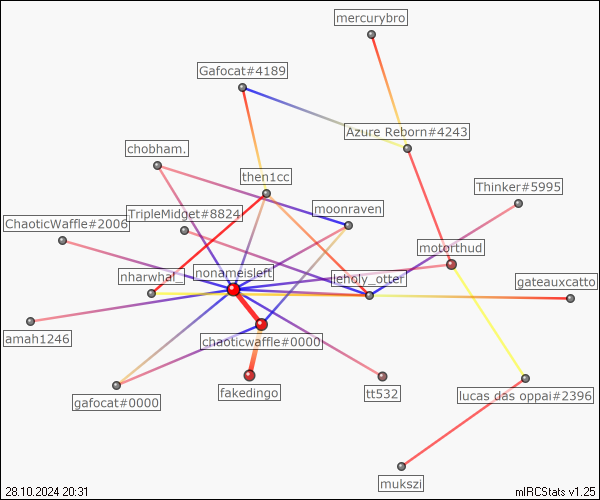 mercurybro
Gafocat#4189
Azure Reborn#4243
chobham.
then1cc
Thinker#5995
moonraven
TripleMidget#8824
ChaoticWaffle#2006
motorthud
nonameisleft
nharwhal_
leholy_otter
gateauxcatto
amah1246
chaoticwaffle#0000
fakedingo
tt532
gafocat#0000
lucas das oppai#2396
mukszi
28.10.2024 20:31
mIRCStats v1.25